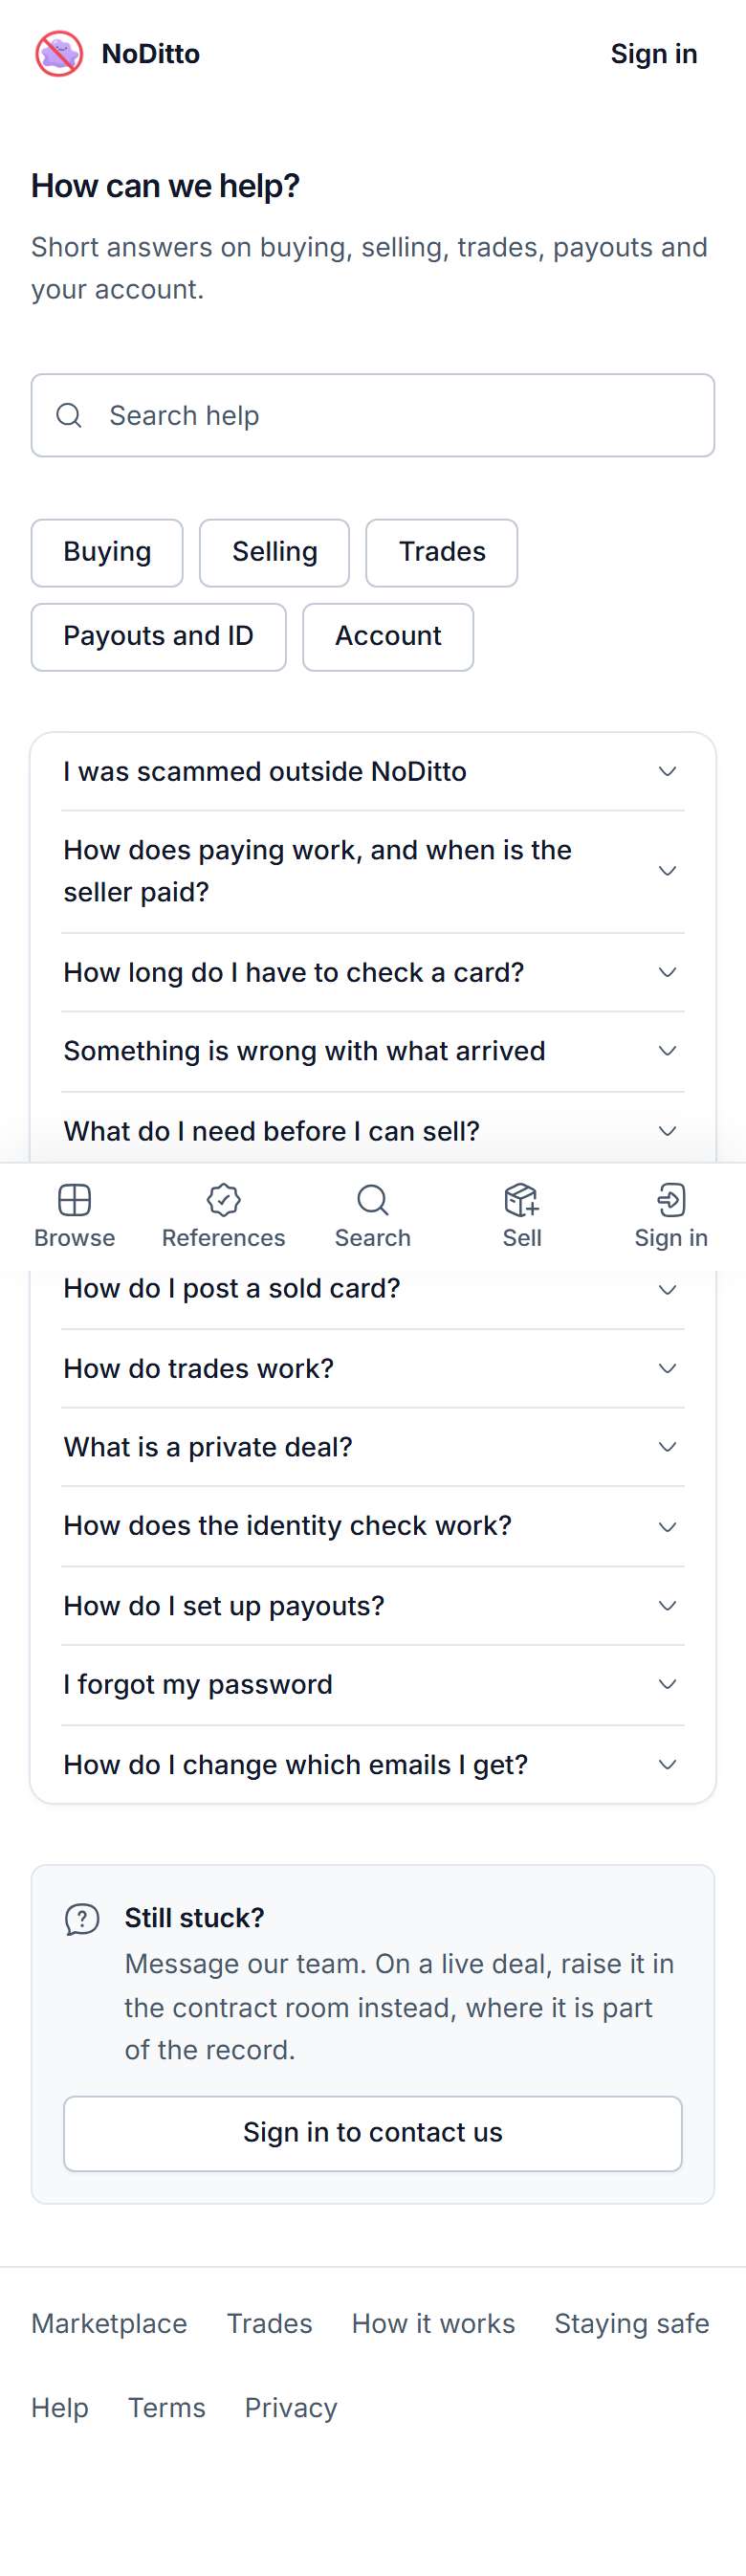 NoDitto
Sign in
How can we help?
Short answers on buying, selling, trades, payouts and
your account.
Search help
Buying
Selling
Trades
Payouts and ID
Account
I was scammed outside NoDitto
How does paying work, and when is the
seller paid?
How long do I have to check a card?
Something is wrong with what arrived
What do I need before I can sell?
Browse
References
Search
Sell
Sign in
How do I post a sold card?
How do trades work?
What is a private deal?
How does the identity check work?
How do I set up payouts?
I forgot my password
How do I change which emails I get?
Still stuck?
Message our team. On a live deal, raise it in
the contract room instead, where it is part
of the record.
Sign in to contact us
Marketplace
Trades
How it works
Staying safe
Help
Terms
Privacy